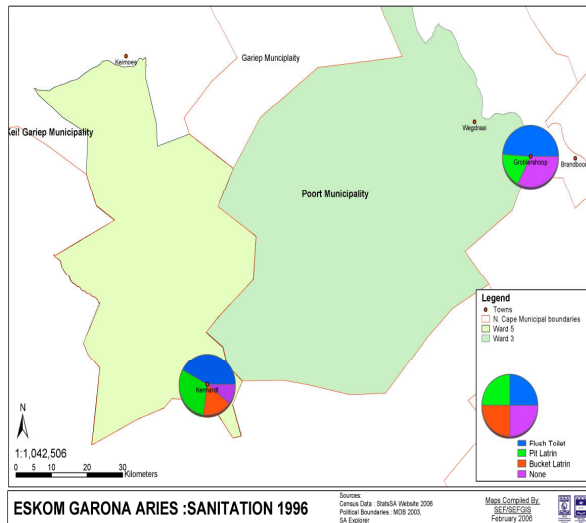 Keimoes
Gariep Municiplaity
Kei! Gariep Municipality
Wegdraai
Groblershoop
Brandboom
Poort Municipality
Kenhardt
Legend
Towns
N. Cape Municipal boundaries
Ward 5
Ward 3
Flush Toilet
Pit Latrin
Bucket Latrin
None
N
1:1,042,506
0 5 10 20 30
Kilometers
ESKOM GARONA ARIES :SANITATION 1996
Sources:
Census Data : StatsSA Website 2006
Political Boundaries : MDB 2003,
SA Explorer
Maps Compiled By:
SEF/SEFGIS
February 2006